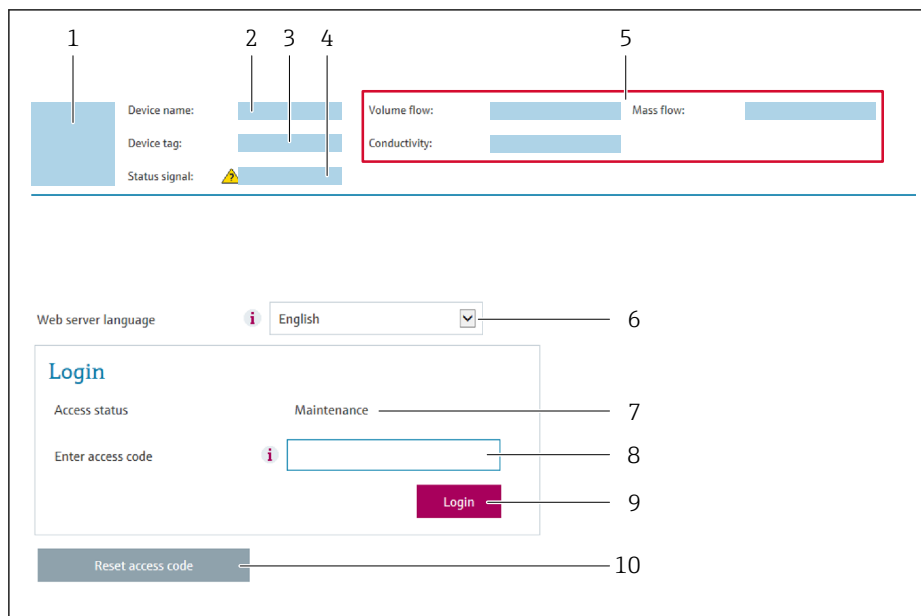 1 2 3 4 5
Device name: Volume flow: Mass flow:
Device tag: Conductivity:
Status signal: ?
Web server language i English 6
Login
Access status Maintenance 7
Enter access code i 8
Login 9
Reset access code 10